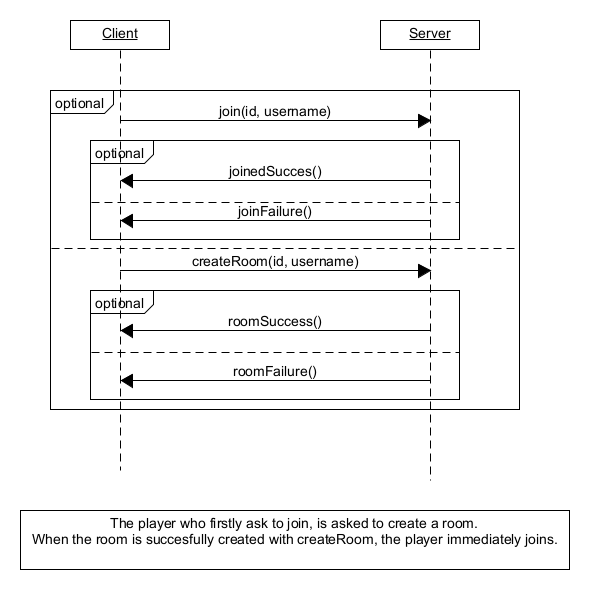 Client
Server
optional
join(id, username)
optional
joinedSucces()
joinFailure()
createRoom(id, username)
optional
roomSuccess()
roomFailure()
The player who firstly ask to join, is asked to create a room.
When the room is succesfully created with createRoom, the player immediately joins.